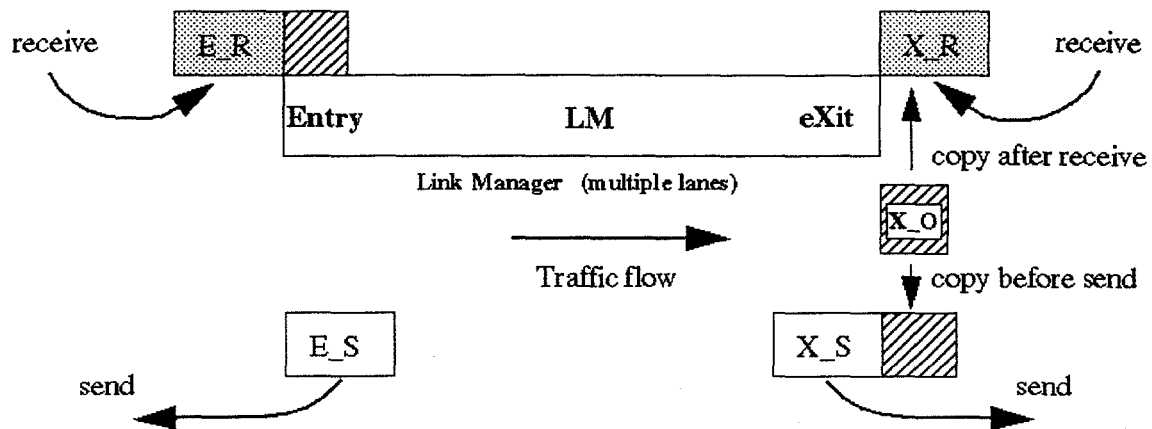 receive
E_R
X_R
receive
Entry LM eXit
copy after receive
Link Manager (multiple lanes)
X_O
Traffic flow
copy before send
E_S
X_S
send
send